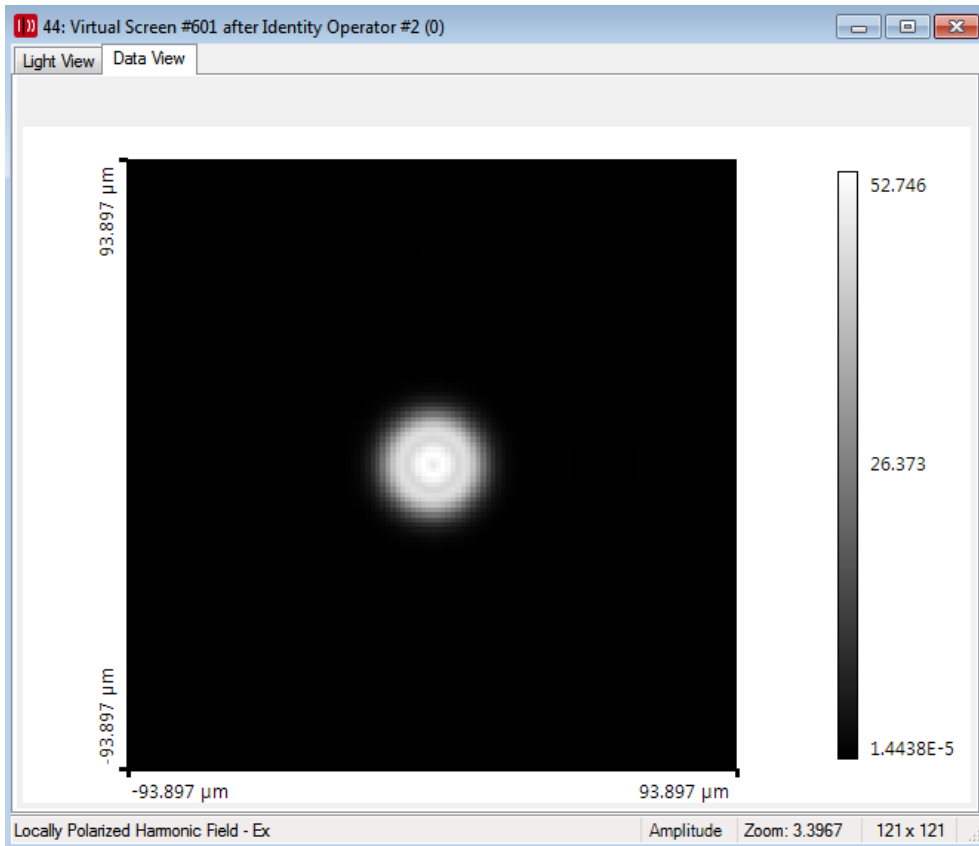 44: Virtual Screen #601 after Identity Operator #2 (0)
Light View Data View
93.897 µm
-93.897 µm
-93.897 µm 93.897 µm
52.746
26.373
1.4438E-5
Locally Polarized Harmonic Field - Ex Amplitude Zoom: 3.3967 121 x 121